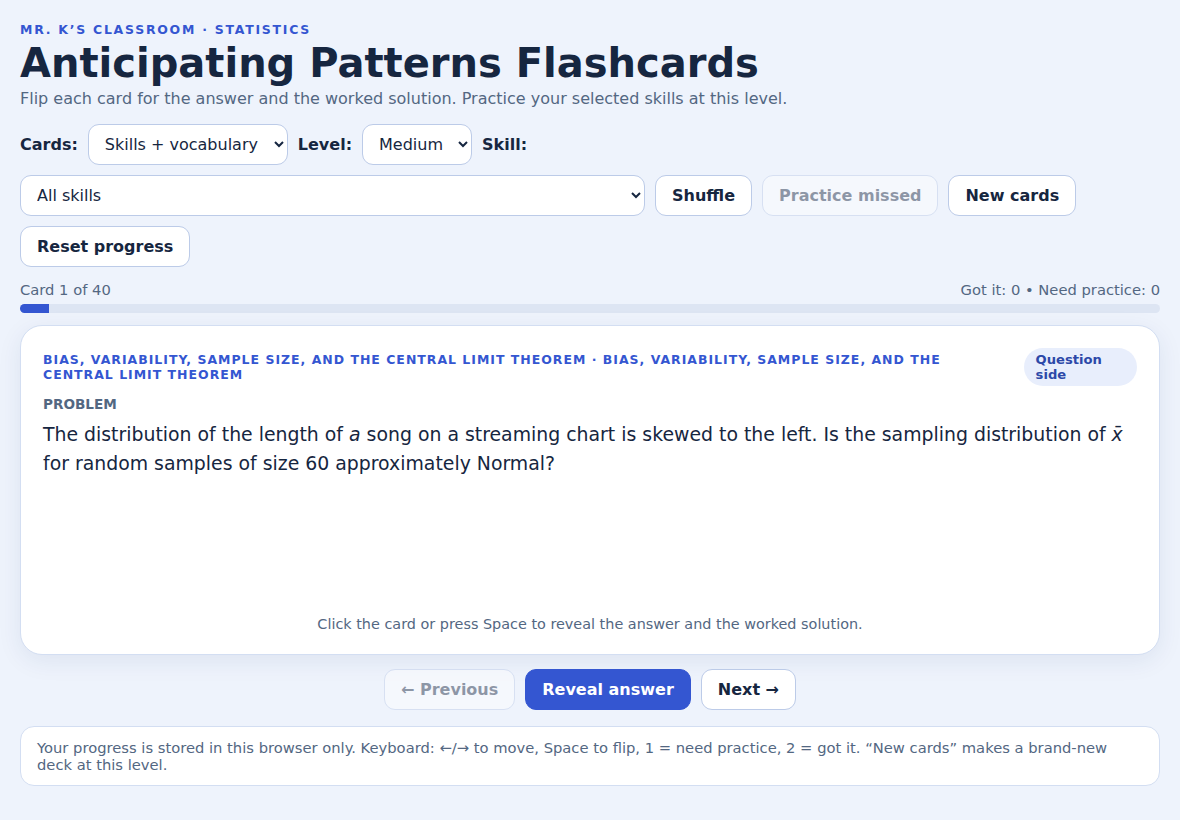 MR. K’S CLASSROOM · STATISTICS
Anticipating Patterns Flashcards
Flip each card for the answer and the worked solution. Practice your selected skills at this level.
Cards: Skills + vocabulary Level: Medium Skill:
All skills Shuffle Practice missed New cards
Reset progress
Card 1 of 40 Got it: 0 • Need practice: 0
BIAS, VARIABILITY, SAMPLE SIZE, AND THE CENTRAL LIMIT THEOREM · BIAS, VARIABILITY, SAMPLE SIZE, AND THE
CENTRAL LIMIT THEOREM
Question
side
PROBLEM
The distribution of the length of a song on a streaming chart is skewed to the left. Is the sampling distribution of x̄
for random samples of size 60 approximately Normal?
Click the card or press Space to reveal the answer and the worked solution.
← Previous Reveal answer Next →
Your progress is stored in this browser only. Keyboard: ←/→ to move, Space to flip, 1 = need practice, 2 = got it. “New cards” makes a brand-new
deck at this level.